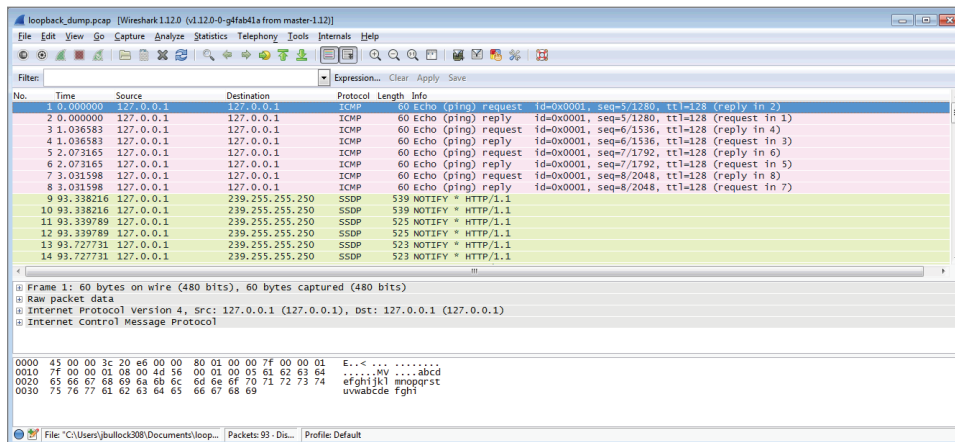 loopback_dump.pcap [Wireshark 1.12.0 (v1.12.0-0-g4fab41a from master-1.12)]
File Edit View Go Capture Analyze Statistics Telephony Tools Internals Help
Filter: Expression... Clear Apply Save
No. Time Source Destination Protocol Length Info
1 0.000000 127.0.0.1 127.0.0.1 ICMP 60 Echo (ping) request id=0x0001, seq=5/1280, ttl=128 (reply in 2)
2 0.000000 127.0.0.1 127.0.0.1 ICMP 60 Echo (ping) reply id=0x0001, seq=5/1280, ttl=128 (request in 1)
3 1.036583 127.0.0.1 127.0.0.1 ICMP 60 Echo (ping) request id=0x0001, seq=6/1536, ttl=128 (reply in 4)
4 1.036583 127.0.0.1 127.0.0.1 ICMP 60 Echo (ping) reply id=0x0001, seq=6/1536, ttl=128 (request in 3)
5 2.073165 127.0.0.1 127.0.0.1 ICMP 60 Echo (ping) request id=0x0001, seq=7/1792, ttl=128 (reply in 6)
6 2.073165 127.0.0.1 127.0.0.1 ICMP 60 Echo (ping) reply id=0x0001, seq=7/1792, ttl=128 (request in 5)
7 3.031598 127.0.0.1 127.0.0.1 ICMP 60 Echo (ping) request id=0x0001, seq=8/2048, ttl=128 (reply in 8)
8 3.031598 127.0.0.1 127.0.0.1 ICMP 60 Echo (ping) reply id=0x0001, seq=8/2048, ttl=128 (request in 7)
9 93.338216 127.0.0.1 239.255.255.250 SSDP 539 NOTIFY * HTTP/1.1
10 93.338216 127.0.0.1 239.255.255.250 SSDP 539 NOTIFY * HTTP/1.1
11 93.339789 127.0.0.1 239.255.255.250 SSDP 525 NOTIFY * HTTP/1.1
12 93.339789 127.0.0.1 239.255.255.250 SSDP 525 NOTIFY * HTTP/1.1
13 93.727731 127.0.0.1 239.255.255.250 SSDP 523 NOTIFY * HTTP/1.1
14 93.727731 127.0.0.1 239.255.255.250 SSDP 523 NOTIFY * HTTP/1.1
Frame 1: 60 bytes on wire (480 bits), 60 bytes captured (480 bits)
Raw packet data
Internet Protocol Version 4, Src: 127.0.0.1 (127.0.0.1), Dst: 127.0.0.1 (127.0.0.1)
Internet Control Message Protocol
0000 45 00 00 3c 20 e6 00 00 80 01 00 00 7f 00 00 01 E..< ... ........
0010 7f 00 00 01 08 00 4d 56 00 01 00 05 61 62 63 64 ......MV ....abcd
0020 65 66 67 68 69 6a 6b 6c 6d 6e 6f 70 71 72 73 74 efghijkl mnopqrst
0030 75 76 77 61 62 63 64 65 66 67 68 69 uvwabcde fghi
File: "C:\Users\jbullock308\Documents\loop... Packets: 93 - Dis... Profile: Default